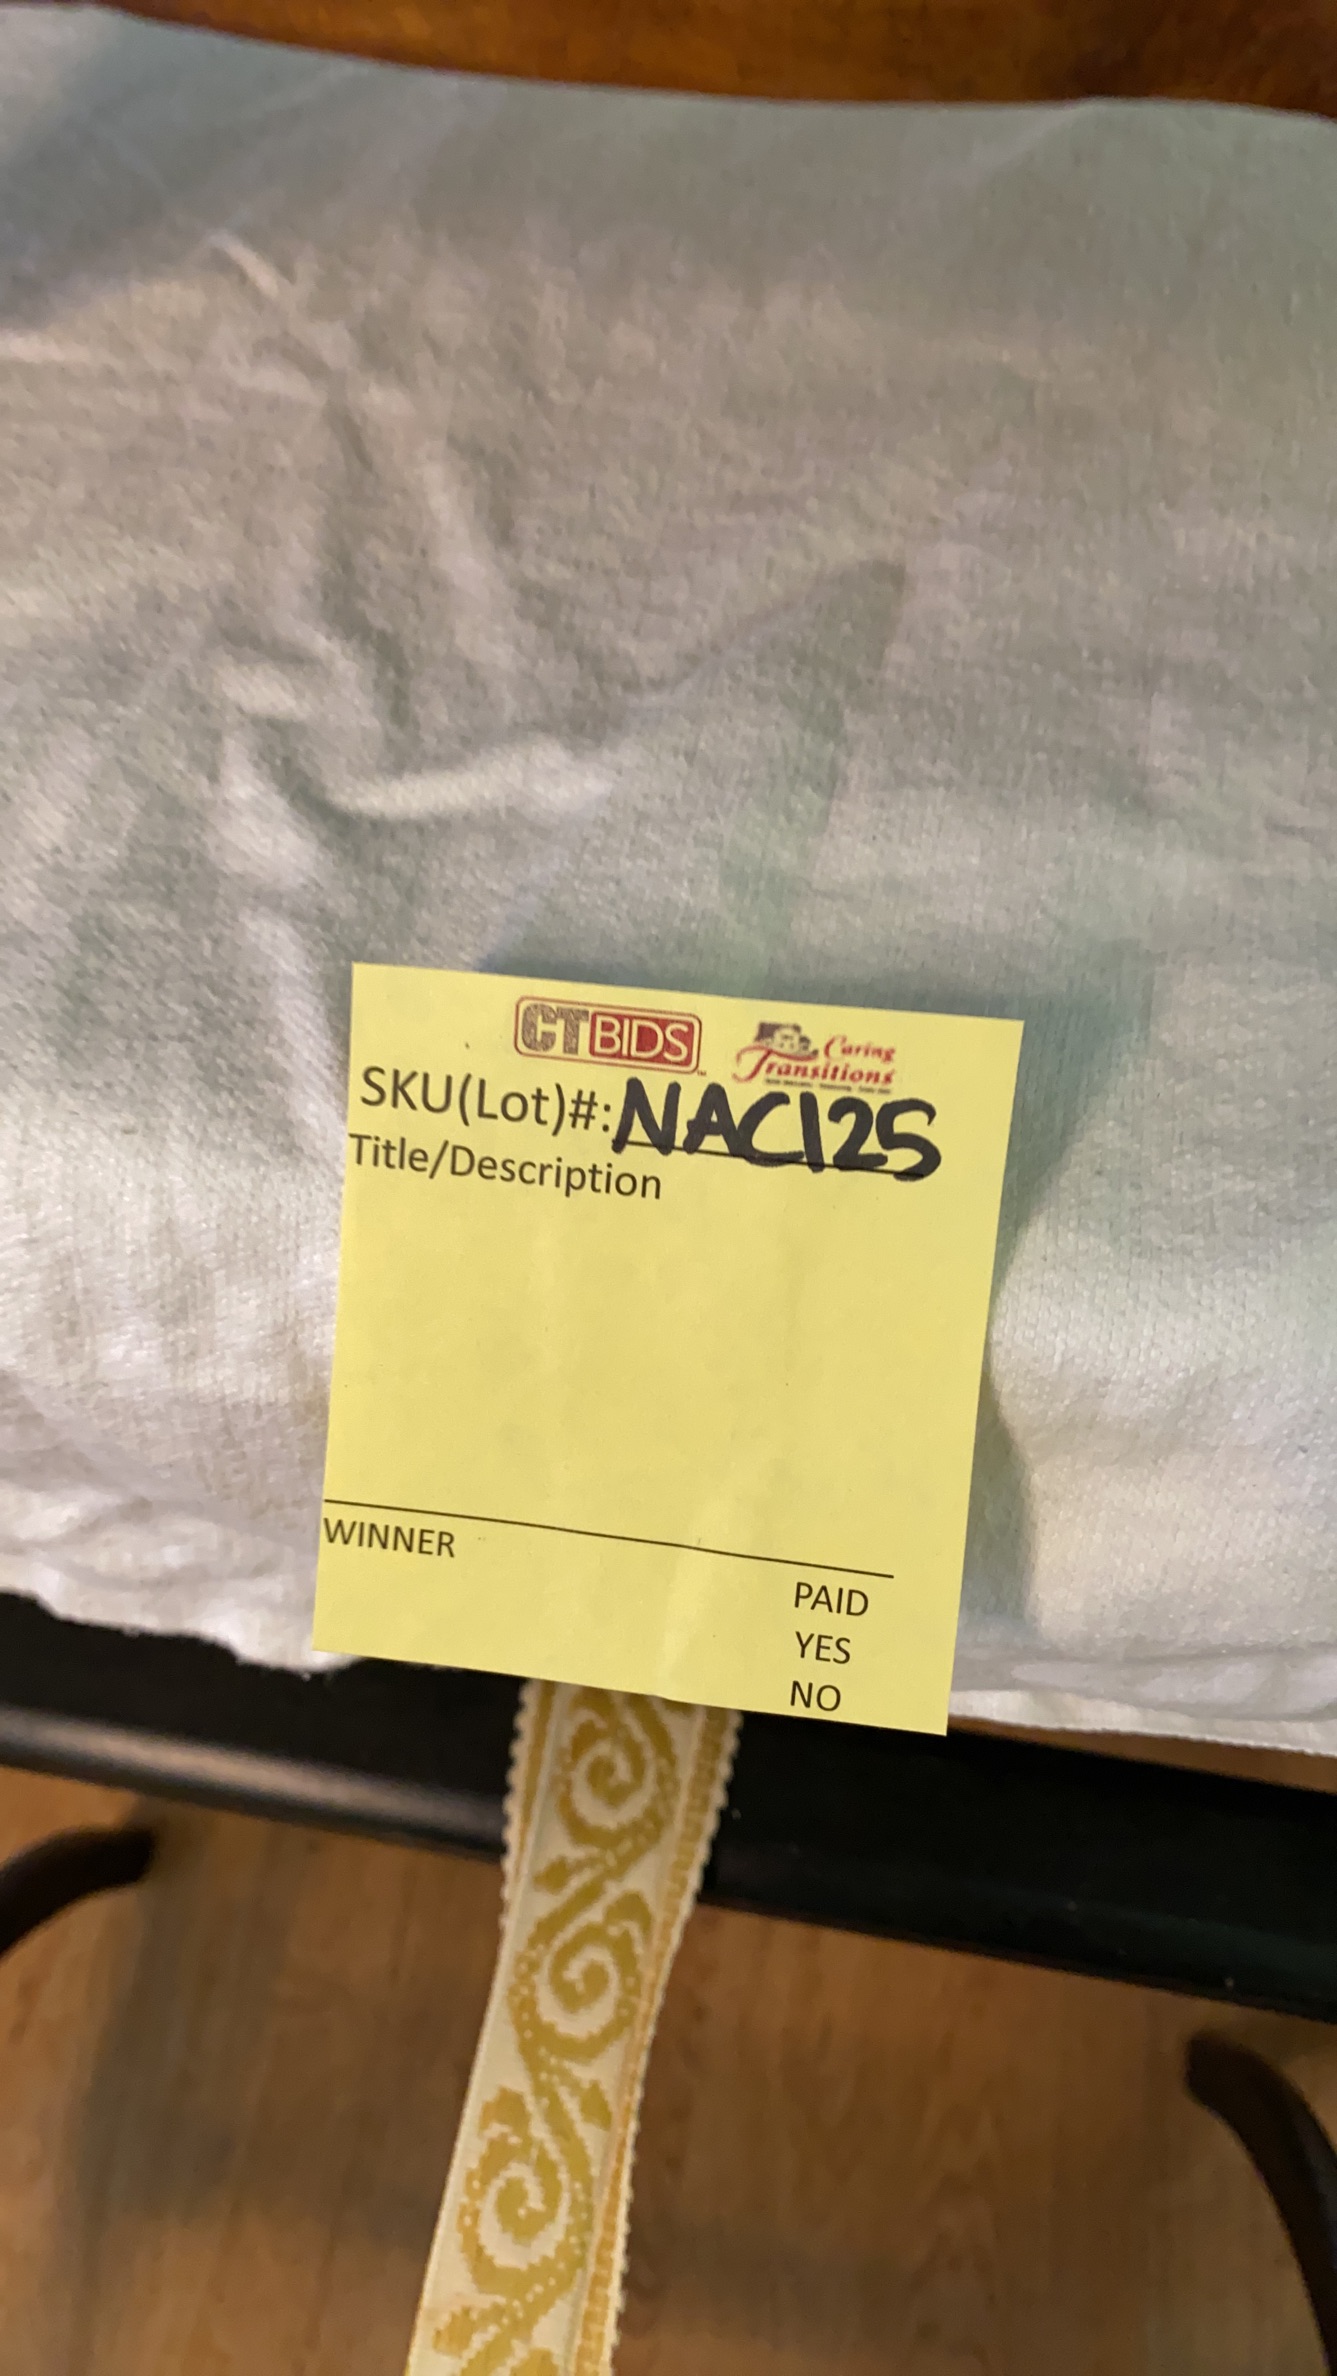 CTBIDS
Caring
Transitions
SKU(Lot)#: NAC125
Title/Description
WINNER
PAID
YES
NO